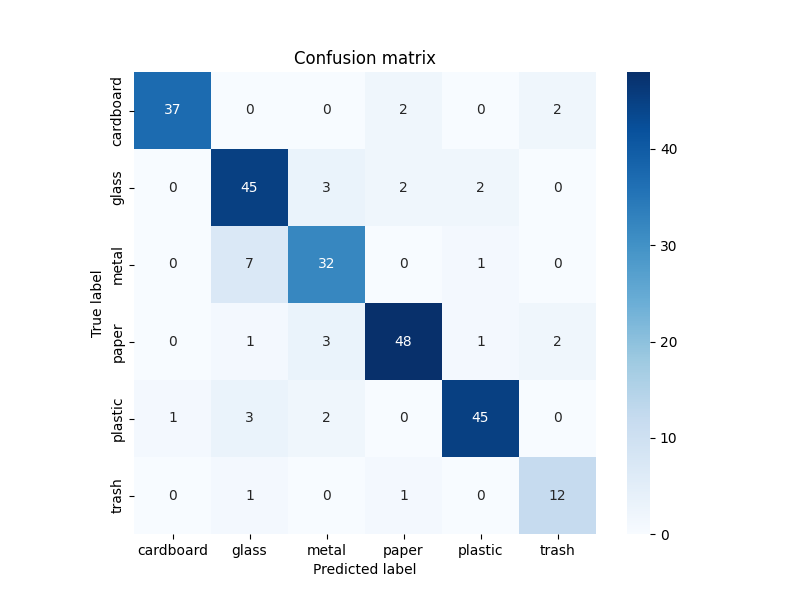 Confusion matrix
cardboard 37 0 0 2 0 2
glass 0 45 3 2 2 0
metal 0 7 32 0 1 0
paper 0 1 3 48 1 2
plastic 1 3 2 0 45 0
trash 0 1 0 1 0 12
cardboard glass metal paper plastic trash
Predicted label
True label
40
30
20
10
0